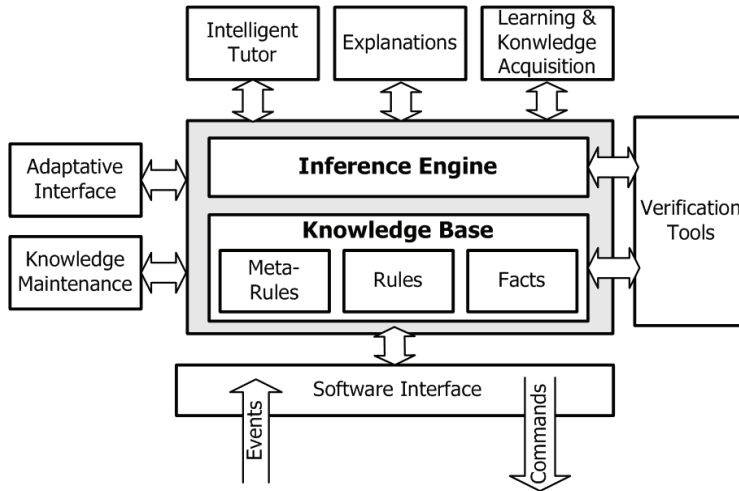 Intelligent
Tutor
Explanations
Learning &
Konwledge
Acquisition
Adaptative
Interface
Inference Engine
Verification
Tools
Knowledge
Maintenance
Knowledge Base
Meta-
Rules
Rules
Facts
Software Interface
Events
Commands